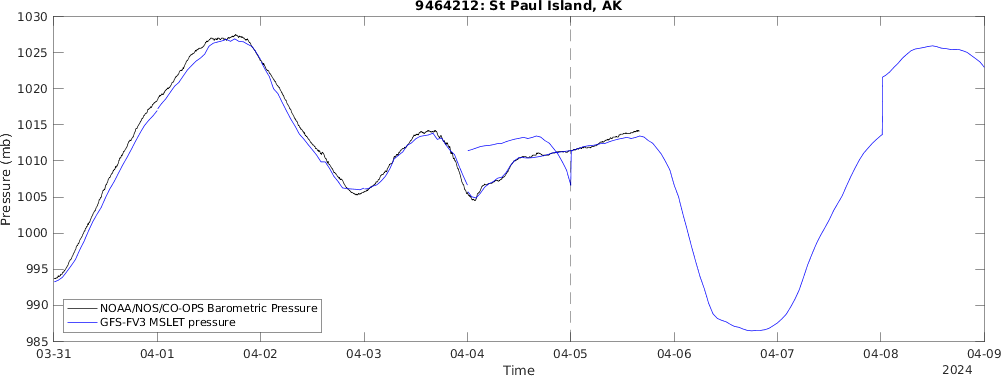 9464212: St Paul Island, AK
Pressure (mb)
1030
1025
1020
1015
1010
1005
1000
995
990
985
NOAA/NOS/CO-OPS Barometric Pressure
GFS-FV3 MSLET pressure
03-31 04-01 04-02 04-03 04-04 04-05 04-06 04-07 04-08 04-09
Time
2024